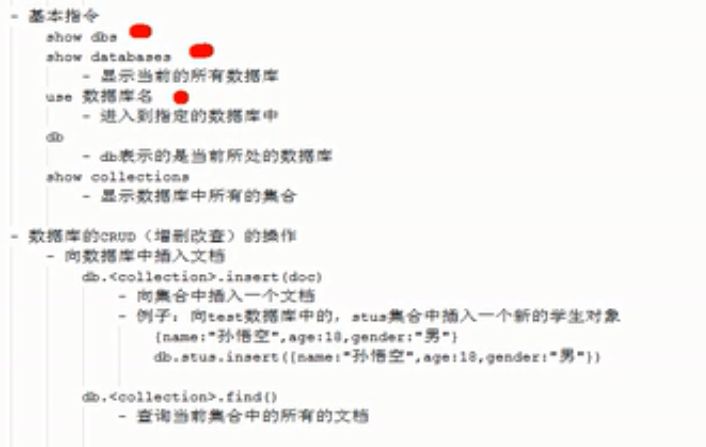 - 基本指令
show dbs
show databases
- 显示当前的所有数据库
use 数据库名
- 进入到指定的数据库中
db
- db表示的是当前所处的数据库
show collections
- 显示数据库中所有的集合
- 数据库的CRUD（增删改查）的操作
- 向数据库中插入文档
db.<collection>.insert(doc)
- 向集合中插入一个文档
- 例子：向test数据库中的，stus集合中插入一个新的学生对象
{name:"孙悟空",age:18,gender:"男"}
db.stus.insert({name:"孙悟空",age:18,gender:"男"})
db.<collection>.find()
- 查询当前集合中的所有的文档